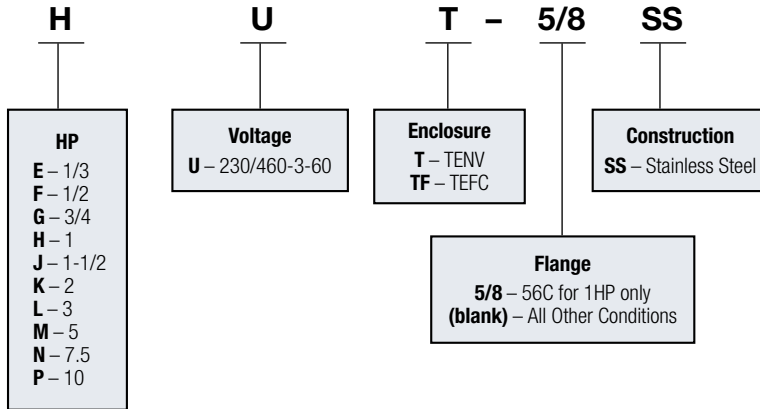 H U T – 5/8 SS
HP
E – 1/3
F – 1/2
G – 3/4
H – 1
J – 1-1/2
K – 2
L – 3
M – 5
N – 7.5
P – 10
Voltage
U – 230/460-3-60
Enclosure
T – TENV
TF – TEFC
Flange
5/8 – 56C for 1HP only
(blank) – All Other Conditions
Construction
SS – Stainless Steel